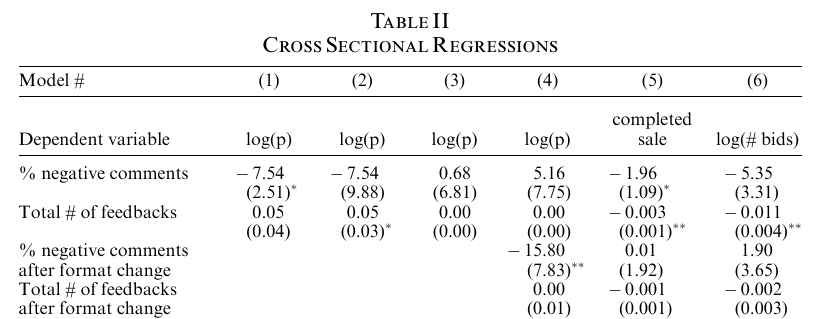 TABLE II
CROSS SECTIONAL REGRESSIONS
Model # (1) (2) (3) (4) (5) (6)
completed
Dependent variable log(p) log(p) log(p) log(p) sale log(# bids)
% negative comments − 7.54 − 7.54 0.68 5.16 − 1.96 − 5.35
(2.51)* (9.88) (6.81) (7.75) (1.09)* (3.31)
Total # of feedbacks 0.05 0.05 0.00 0.00 − 0.003 − 0.011
(0.04) (0.03)* (0.00) (0.00) (0.001)** (0.004)**
% negative comments − 15.80 0.01 1.90
after format change (7.83)** (1.92) (3.65)
Total # of feedbacks 0.00 − 0.001 − 0.002
after format change (0.01) (0.001) (0.003)